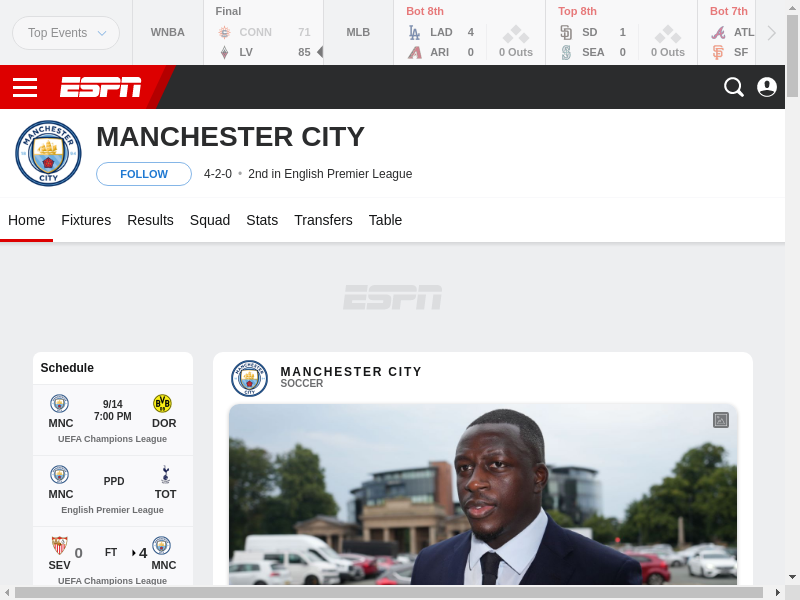 Top Events
WNBA
Final
CONN 71
LV 85
MLB
Bot 8th
LAD 4
ARI 0
0 Outs
Top 8th
SD 1
SEA 0
0 Outs
Bot 7th
ATL
SF
ESPN
MANCHESTER CITY
FOLLOW
4-2-0 • 2nd in English Premier League
Home Fixtures Results Squad Stats Transfers Table
ESPN
Schedule
9/14
7:00 PM
MNC DOR
UEFA Champions League
PPD
MNC TOT
English Premier League
0 FT 4
SEV MNC
UEFA Champions League
MANCHESTER CITY
SOCCER